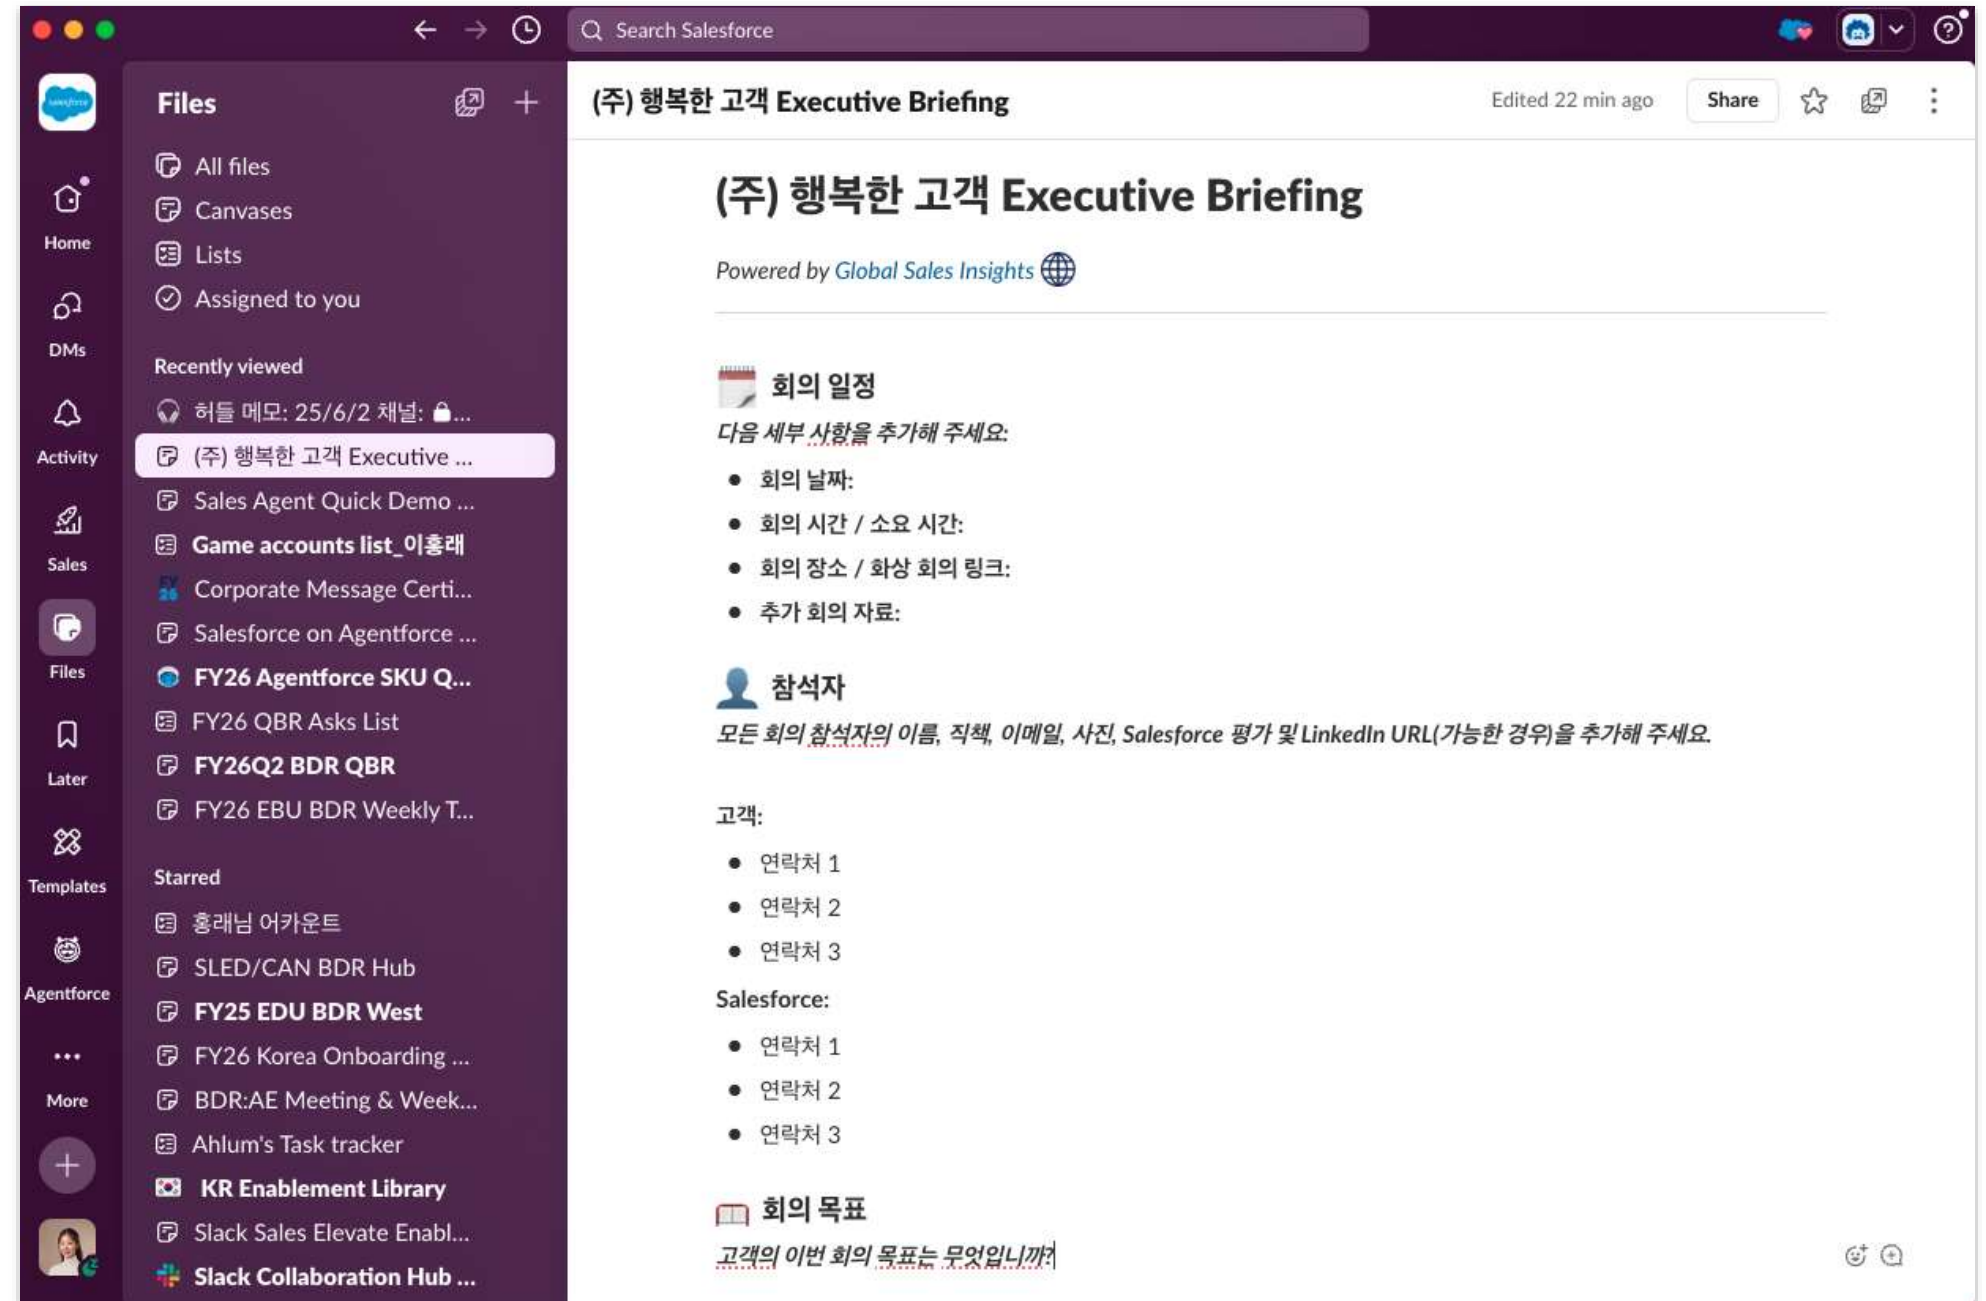 Search Salesforce
salesforce
Home
DMs
Activity
Sales
Files
Later
Templates
Agentforce
More
Files
All files
Canvases
Lists
Assigned to you
Recently viewed
허들 메모: 25/6/2 채널: ...
(주) 행복한 고객 Executive ...
Sales Agent Quick Demo ...
Game accounts list_이홍래
FY26 Corporate Message Certi...
Salesforce on Agentforce ...
FY26 Agentforce SKU Q...
FY26 QBR Asks List
FY26Q2 BDR QBR
FY26 EBU BDR Weekly T...
Starred
홍래님 어카운트
SLED/CAN BDR Hub
FY25 EDU BDR West
FY26 Korea Onboarding ...
BDR:AE Meeting & Week...
Ahlum's Task tracker
KR Enablement Library
Slack Sales Elevate Enabl...
Slack Collaboration Hub ...
(주) 행복한 고객 Executive Briefing
Edited 22 min ago
Share
(주) 행복한 고객 Executive Briefing
Powered by Global Sales Insights
회의 일정
다음 세부 사항을 추가해 주세요:
• 회의 날짜:
• 회의 시간 / 소요 시간:
• 회의 장소 / 화상 회의 링크:
• 추가 회의 자료:
참석자
모든 회의 참석자의 이름, 직책, 이메일, 사진, Salesforce 평가 및 LinkedIn URL(가능한 경우)을 추가해 주세요.
고객:
• 연락처 1
• 연락처 2
• 연락처 3
Salesforce:
• 연락처 1
• 연락처 2
• 연락처 3
회의 목표
고객의 이번 회의 목표는 무엇입니까?